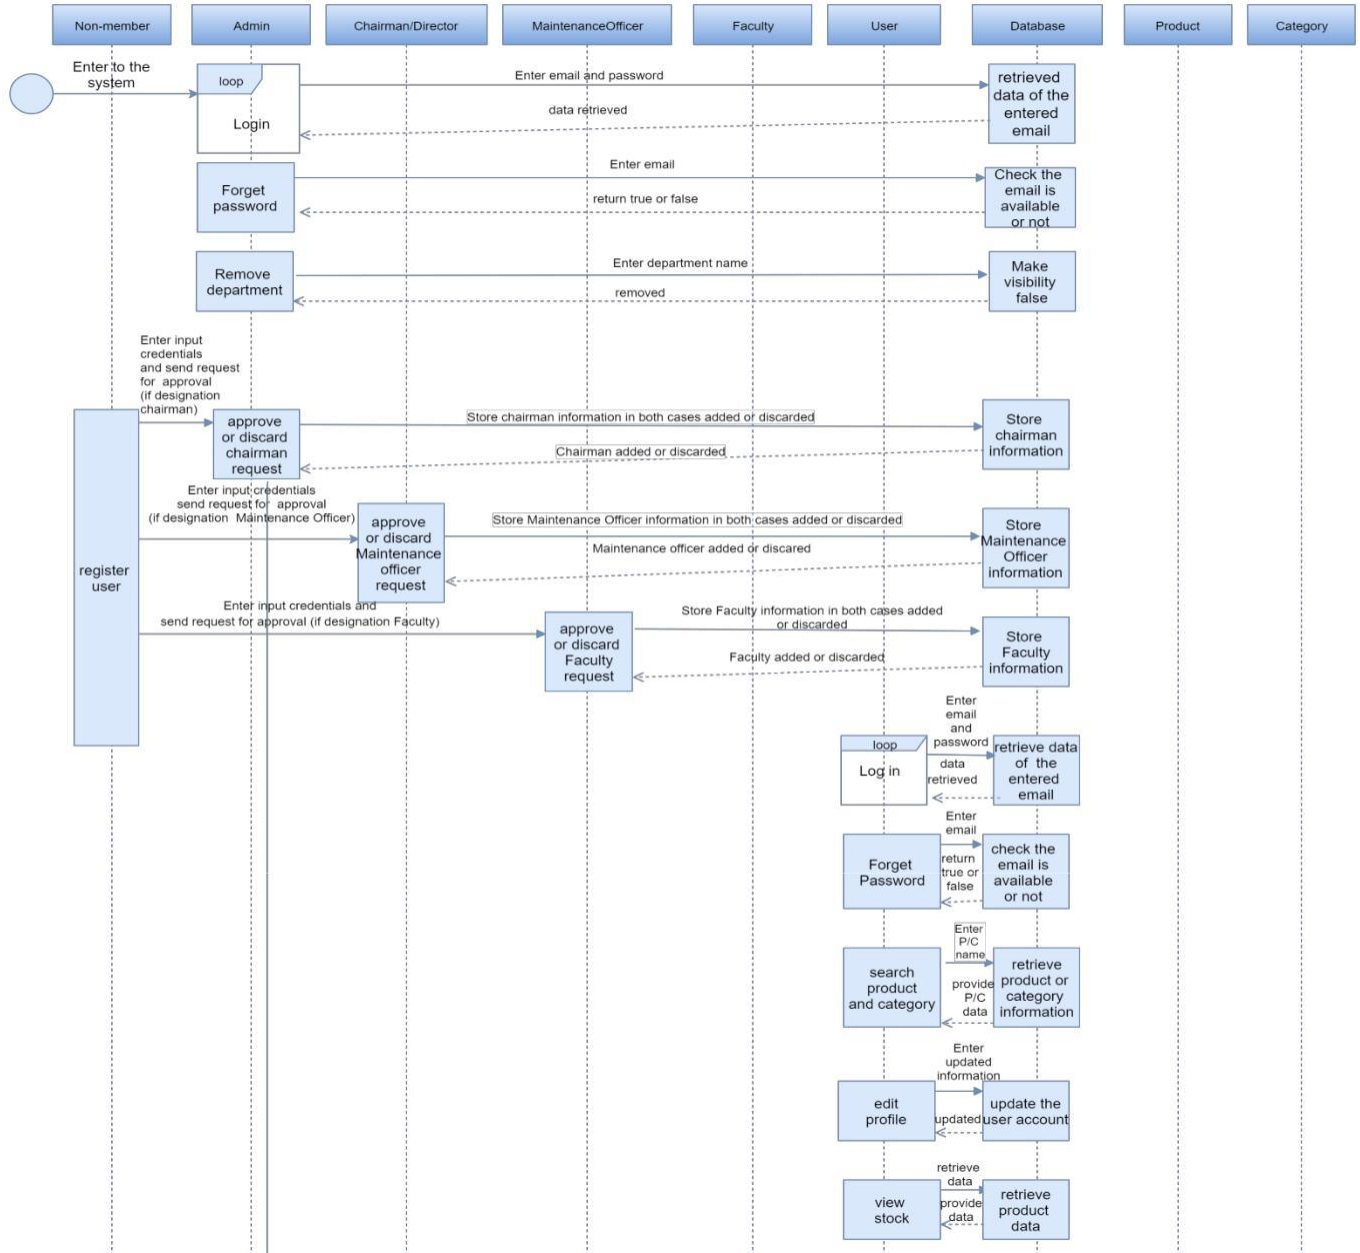 Non-member
Admin
Chairman/Director
MaintenanceOfficer
Faculty
User
Database
Product
Category
Enter to the
system
loop
Login
Enter email and password
data retrieved
retrieved
data of the
entered
email
Forget
password
Enter email
return true or false
Check the
email is
available
or not
Remove
department
Enter department name
removed
Make
visibility
false
Enter input
credentials
and send request
for approval
(if designation
chairman)
register
user
approve
or discard
chairman
request
Store chairman information in both cases added or discarded
Chairman added or discarded
Store
chairman
information
Enter input credentials
send request for approval
(if designation Maintenance Officer)
approve
or discard
Maintenance
officer
request
Store Maintenance Officer information in both cases added or discarded
Maintenance officer added or discared
Store
Maintenance
Officer
information
Enter input credentials and
send request for approval (if designation Faculty)
approve
or discard
Faculty
request
Store Faculty information in both cases added
or discarded
Faculty added or discarded
Store
Faculty
information
loop
Log in
Enter
email
and
password
data
retrieved
retrieve data
of the
entered
email
Forget
Password
Enter
email
return
true or
false
check the
email is
available
or not
search
product
and category
Enter
P/C
name
provide
P/C
data
retrieve
product or
category
information
edit
profile
Enter
updated
information
updated
update the
user account
view
stock
retrieve
data
provide
data
retrieve
product
data